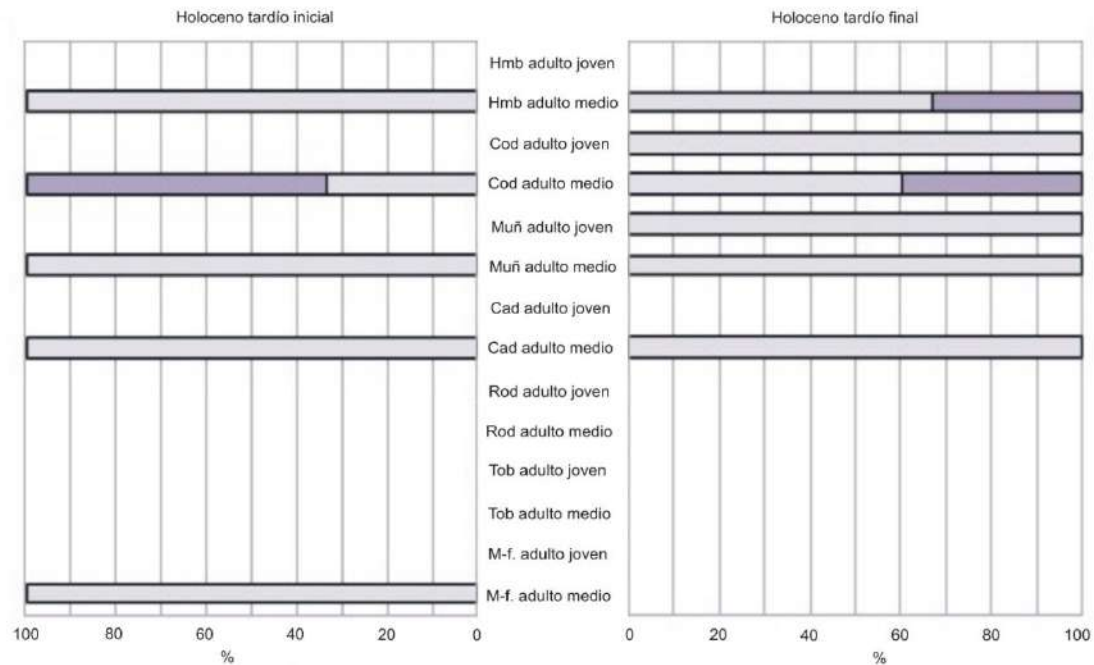 Holoceno tardío inicial
Holoceno tardío final
Hmb adulto joven
Hmb adulto medio
Cod adulto joven
Cod adulto medio
Muñ adulto joven
Muñ adulto medio
Cad adulto joven
Cad adulto medio
Rod adulto joven
Rod adulto medio
Tob adulto joven
Tob adulto medio
M-f. adulto joven
M-f. adulto medio
100 80 60 40 20 0
0 20 40 60 80 100
%
%